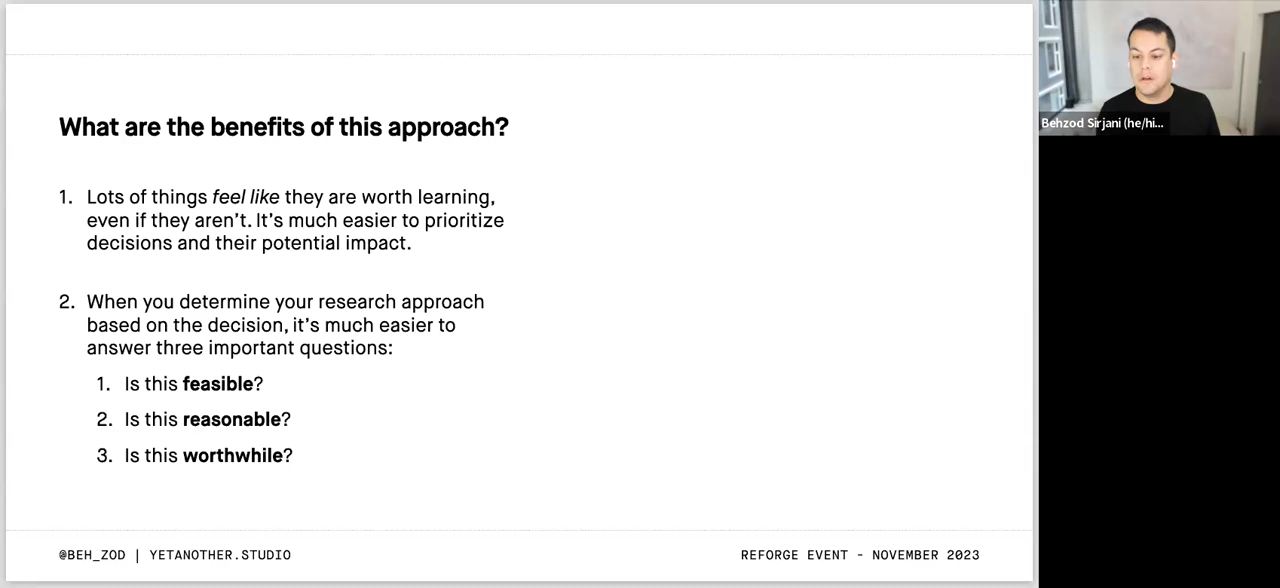 What are the benefits of this approach?
1. Lots of things feel like they are worth learning,
even if they aren’t. It’s much easier to prioritize
decisions and their potential impact.
2. When you determine your research approach
based on the decision, it’s much easier to
answer three important questions:
1. Is this feasible?
2. Is this reasonable?
3. Is this worthwhile?
@BEH_ZOD | YETANOTHER.STUDIO
REFORGE EVENT - NOVEMBER 2023
Behzod Sirjani (he/hi...